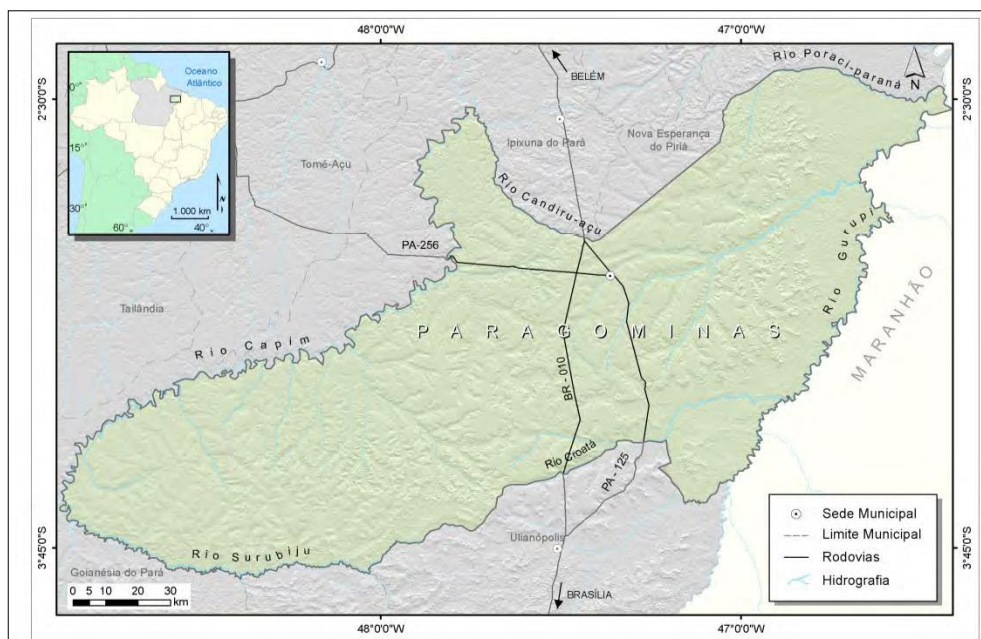 48°0'0"W
47°0'0"W
2°30'0"S
2°30'0"S
Oceano
Atlântico
0°
15°
30°
60°
40°
1.000 km
N
N
BELÉM
Rio Poraci-paraná
Ipixuna do Pará
Nova Esperança
do Piriá
Tomé-Açu
Rio Candiru-açu
PA-256
Rio Gurupi
Tailândia
PARAGOMINAS
MARANHÃO
Rio Capim
BR - 010
Rio Croatá
PA - 125
Rio Surubiju
Ulianópolis
Goianésia do Pará
BRASÍLIA
0 5 10 20 30
km
Sede Municipal
Limite Municipal
Rodovias
Hidrografia
3°45'0"S
3°45'0"S
48°0'0"W
47°0'0"W